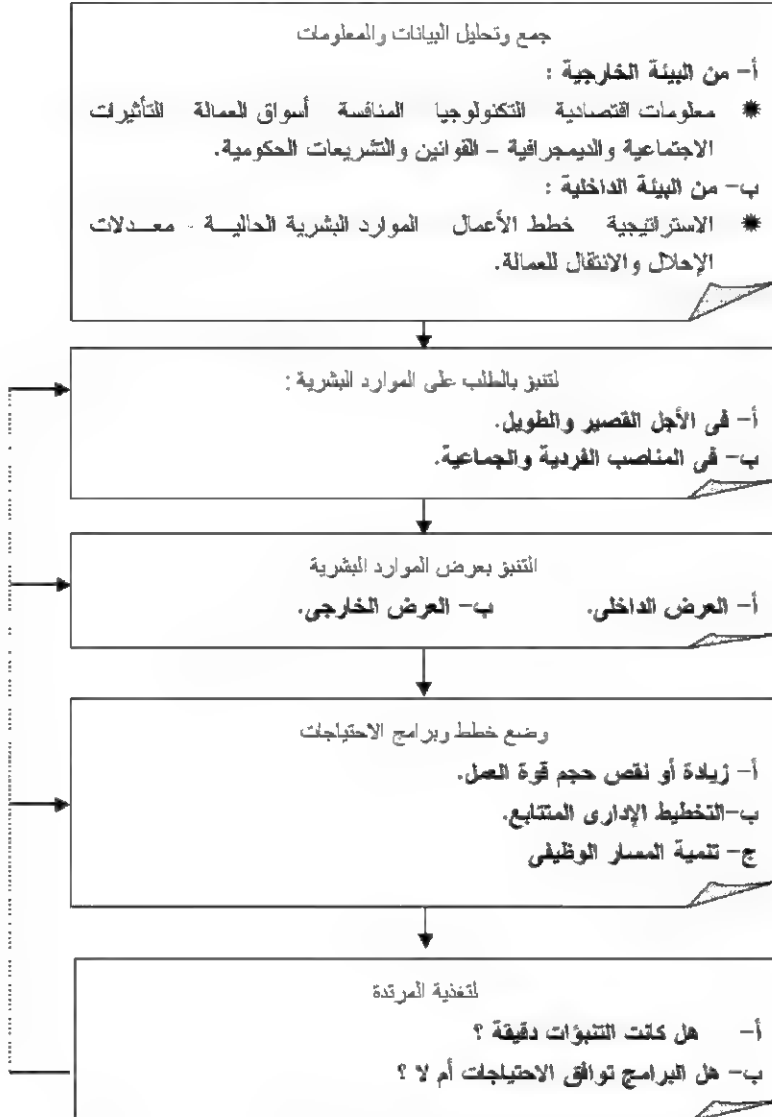 جمع وتحليل البيانات والمعلومات
أ- من البيئة الخارجية :
✷ معلومات اقتصادية التكنولوجيا المنافسة أسواق العمالة التأثيرات
الاجتماعية والديمجرافية – القوانين والتشريعات الحكومية.
ب- من البيئة الداخلية :
✷ الاستراتيجية خطط الأعمال الموارد البشرية الحالية - معدلات
الإحلال والانتقال للعمالة.
لتنبؤ بالطلب على الموارد البشرية :
أ- فى الأجل القصير والطويل.
ب- فى المناصب الفردية والجماعية.
التنبؤ بعرض الموارد البشرية
أ- العرض الداخلى. ب- العرض الخارجى.
وضع خطط وبرامج الاحتياجات
أ- زيادة أو نقص حجم قوة العمل.
ب-التخطيط الإدارى المتتابع.
ج- تنمية المسار الوظيفى
لتغذية المرتدة
أ- هل كانت التنبؤات دقيقة ؟
ب- هل البرامج توافق الاحتياجات أم لا ؟